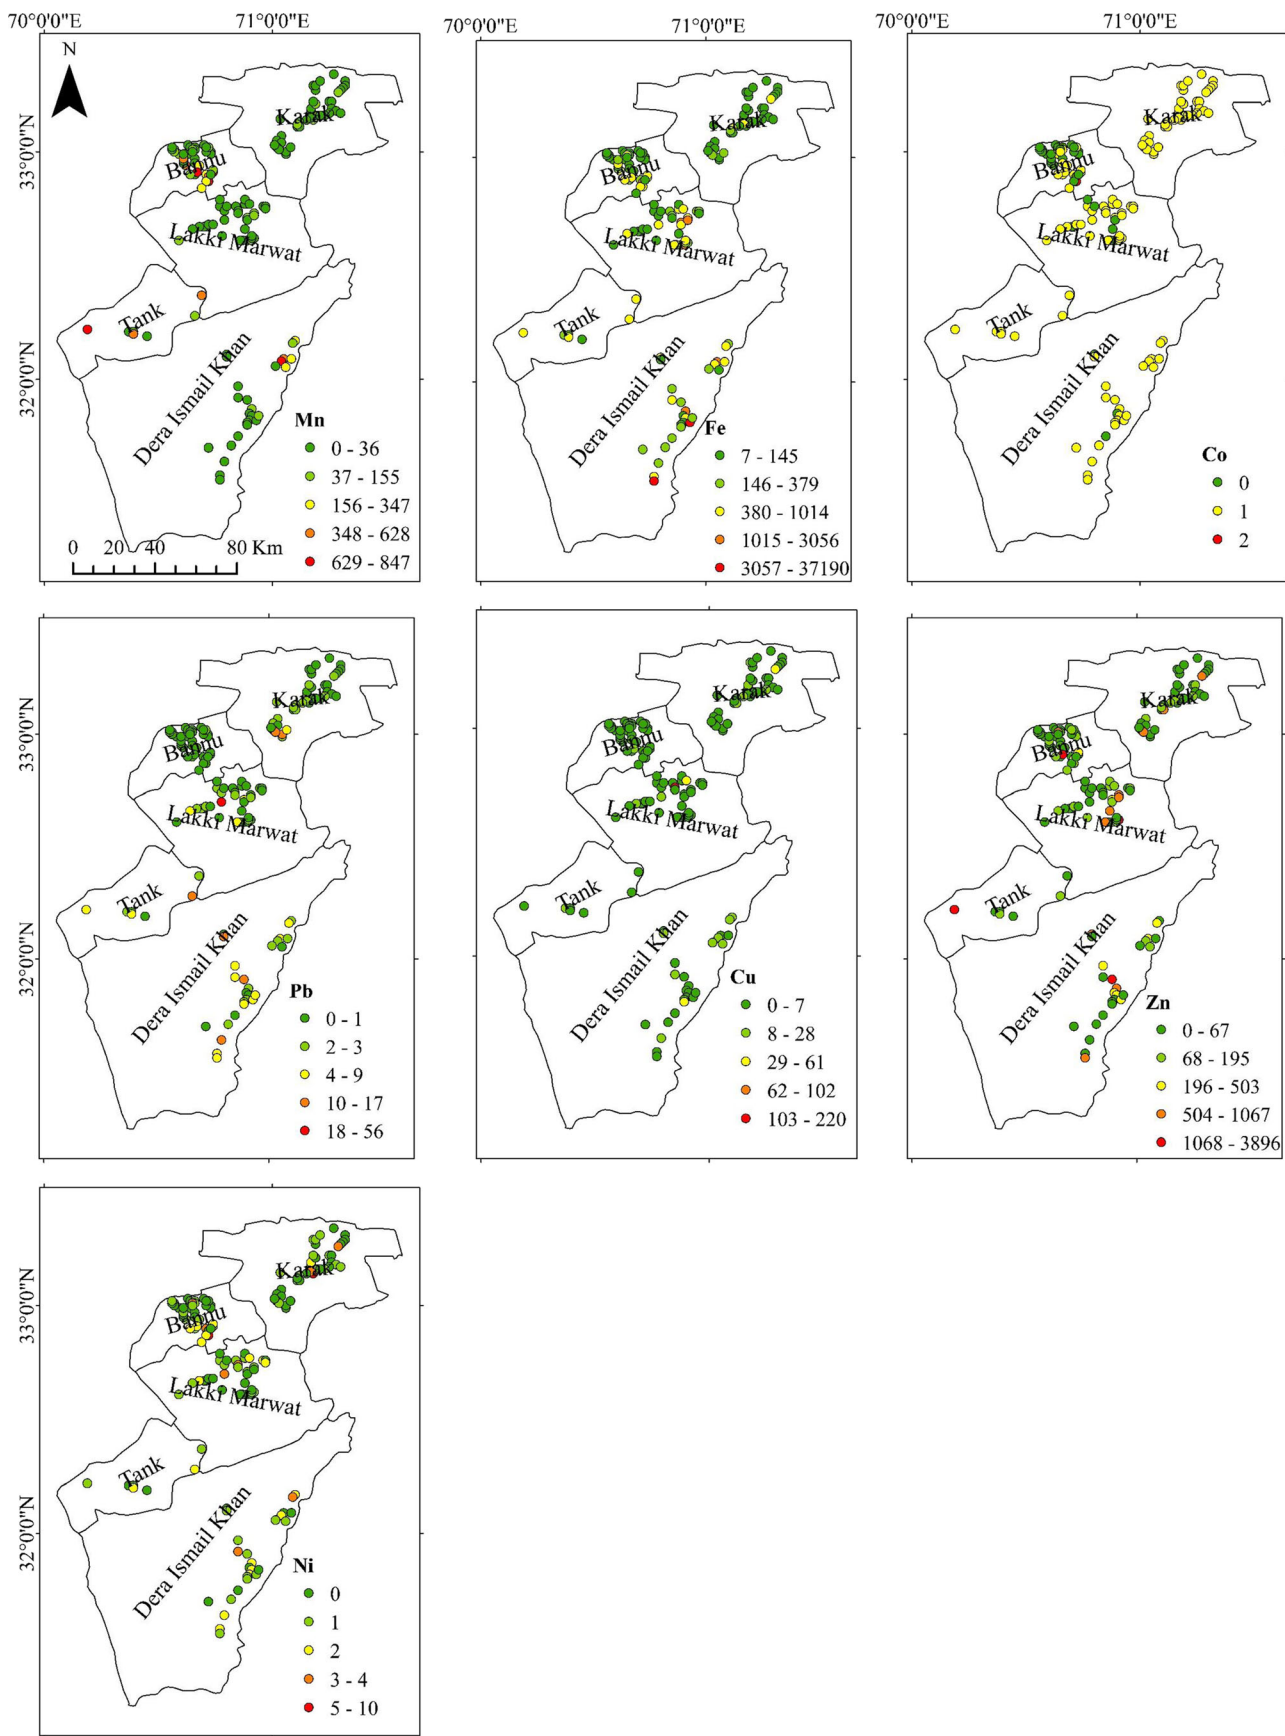 70°0'0"E 71°0'0"E 70°0'0"E 71°0'0"E 70°0'0"E 71°0'0"E
N
33°0'0"N
32°0'0"N
Karak
Bannu
Lakki Marwat
Tank
Dera Ismail Khan
Mn
0 - 36
37 - 155
156 - 347
348 - 628
629 - 847
0 20 40 80 Km
Karak
Bannu
Lakki Marwat
Tank
Dera Ismail Khan
Fe
7 - 145
146 - 379
380 - 1014
1015 - 3056
3057 - 37190
Karak
Bannu
Lakki Marwat
Tank
Dera Ismail Khan
Co
0
1
2
33°0'0"N
32°0'0"N
Karak
Bannu
Lakki Marwat
Tank
Dera Ismail Khan
Pb
0 - 1
2 - 3
4 - 9
10 - 17
18 - 56
Karak
Bannu
Lakki Marwat
Tank
Dera Ismail Khan
Cu
0 - 7
8 - 28
29 - 61
62 - 102
103 - 220
Karak
Bannu
Lakki Marwat
Tank
Dera Ismail Khan
Zn
0 - 67
68 - 195
196 - 503
504 - 1067
1068 - 3896
33°0'0"N
32°0'0"N
Karak
Bannu
Lakki Marwat
Tank
Dera Ismail Khan
Ni
0
1
2
3 - 4
5 - 10